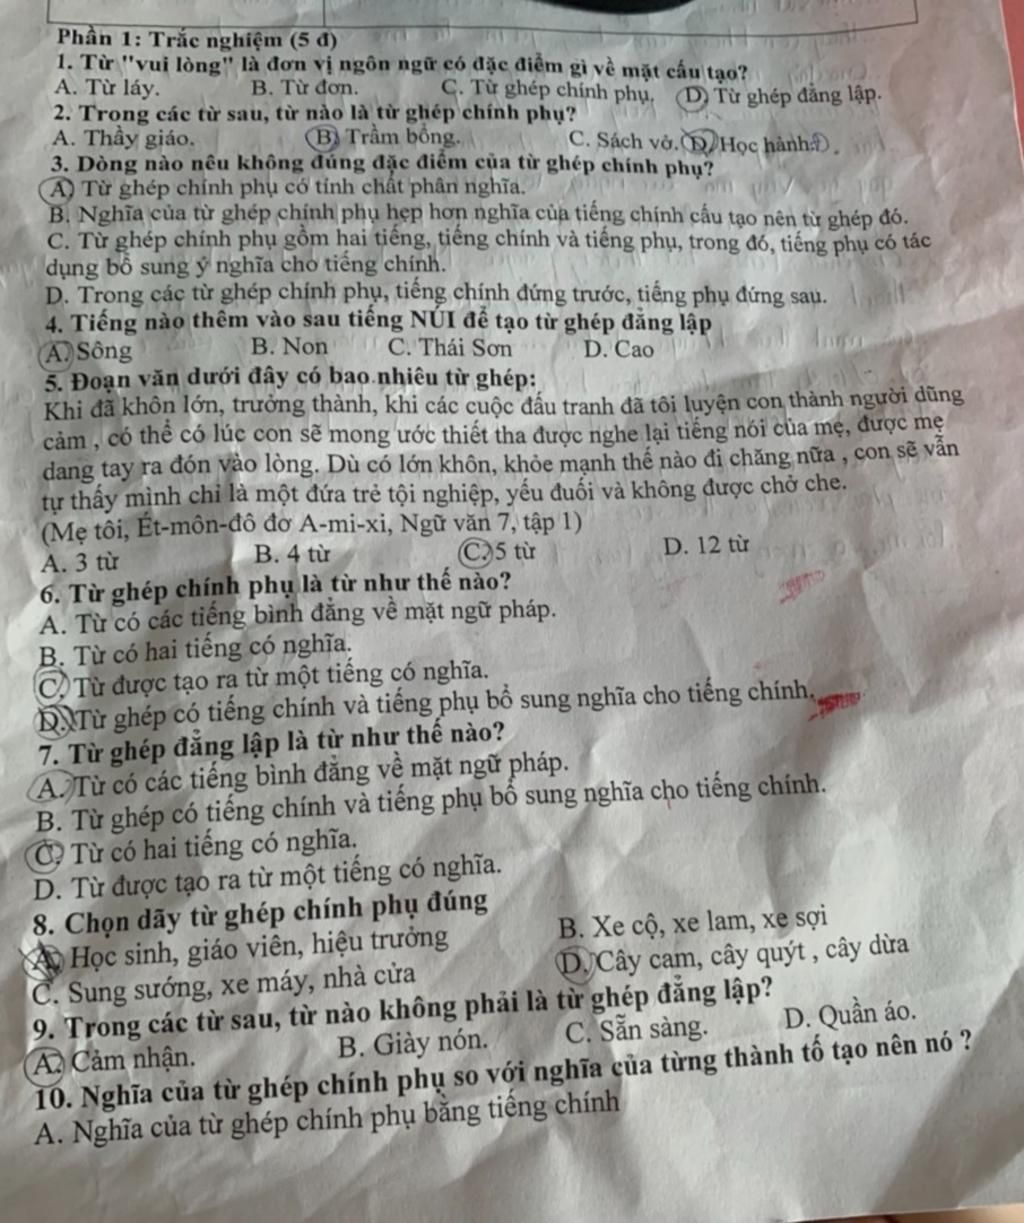 Phần 1: Trắc nghiệm (5 đ)
1. Từ "vui lòng" là đơn vị ngôn ngữ có đặc điểm gì về mặt cấu tạo?
A. Từ láy. B. Từ đơn. C. Từ ghép chính phụ. D. Từ ghép đẳng lập.
2. Trong các từ sau, từ nào là từ ghép chính phụ?
A. Thầy giáo. B. Trầm bổng. C. Sách vở. D. Học hành.
3. Dòng nào nêu không đúng đặc điểm của từ ghép chính phụ?
A. Từ ghép chính phụ có tính chất phân nghĩa.
B. Nghĩa của từ ghép chính phụ hẹp hơn nghĩa của tiếng chính cấu tạo nên từ ghép đó.
C. Từ ghép chính phụ gồm hai tiếng, tiếng chính và tiếng phụ, trong đó, tiếng phụ có tác
dụng bổ sung ý nghĩa cho tiếng chính.
D. Trong các từ ghép chính phụ, tiếng chính đứng trước, tiếng phụ đứng sau.
4. Tiếng nào thêm vào sau tiếng NÚI để tạo từ ghép đẳng lập
A. Sông B. Non C. Thái Sơn D. Cao
5. Đoạn văn dưới đây có bao nhiêu từ ghép:
Khi đã khôn lớn, trưởng thành, khi các cuộc đấu tranh đã tôi luyện con thành người dũng
cảm , có thể có lúc con sẽ mong ước thiết tha được nghe lại tiếng nói của mẹ, được mẹ
dang tay ra đón vào lòng. Dù có lớn khôn, khỏe mạnh thế nào đi chăng nữa , con sẽ vẫn
tự thấy mình chỉ là một đứa trẻ tội nghiệp, yếu đuối và không được chở che.
(Mẹ tôi, Ét-môn-đô đơ A-mi-xi, Ngữ văn 7, tập 1)
A. 3 từ B. 4 từ C. 5 từ D. 12 từ
6. Từ ghép chính phụ là từ như thế nào?
A. Từ có các tiếng bình đẳng về mặt ngữ pháp.
B. Từ có hai tiếng có nghĩa.
C. Từ được tạo ra từ một tiếng có nghĩa.
D. Từ ghép có tiếng chính và tiếng phụ bổ sung nghĩa cho tiếng chính.
7. Từ ghép đẳng lập là từ như thế nào?
A. Từ có các tiếng bình đẳng về mặt ngữ pháp.
B. Từ ghép có tiếng chính và tiếng phụ bổ sung nghĩa cho tiếng chính.
C. Từ có hai tiếng có nghĩa.
D. Từ được tạo ra từ một tiếng có nghĩa.
8. Chọn dãy từ ghép chính phụ đúng
A. Học sinh, giáo viên, hiệu trưởng B. Xe cộ, xe lam, xe sợi
C. Sung sướng, xe máy, nhà cửa D. Cây cam, cây quýt , cây dừa
9. Trong các từ sau, từ nào không phải là từ ghép đẳng lập?
A. Cảm nhận. B. Giày nón. C. Sẵn sàng. D. Quần áo.
10. Nghĩa của từ ghép chính phụ so với nghĩa của từng thành tố tạo nên nó ?
A. Nghĩa của từ ghép chính phụ bằng tiếng chính